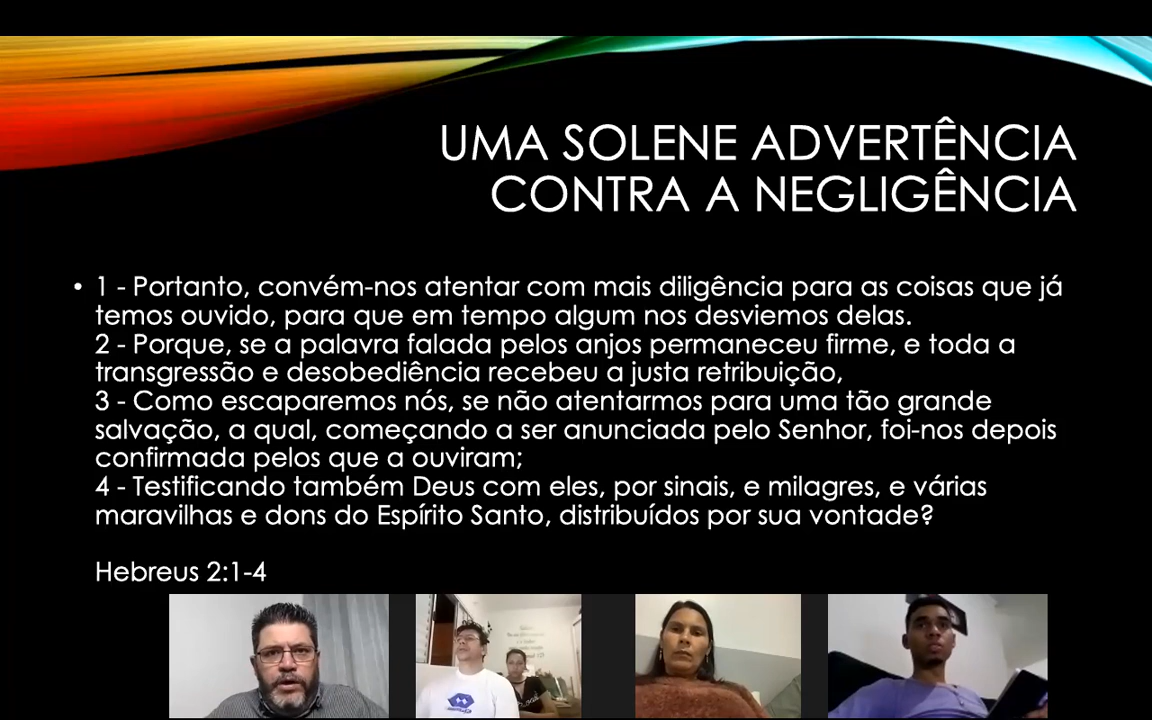 UMA SOLENE ADVERTÊNCIA
CONTRA A NEGLIGÊNCIA
• 1 - Portanto, convém-nos atentar com mais diligência para as coisas que já
temos ouvido, para que em tempo algum nos desviemos delas.
2 - Porque, se a palavra falada pelos anjos permaneceu firme, e toda a
transgressão e desobediência recebeu a justa retribuição,
3 - Como escaparemos nós, se não atentarmos para uma tão grande
salvação, a qual, começando a ser anunciada pelo Senhor, foi-nos depois
confirmada pelos que a ouviram;
4 - Testificando também Deus com eles, por sinais, e milagres, e várias
maravilhas e dons do Espírito Santo, distribuídos por sua vontade?
Hebreus 2:1-4